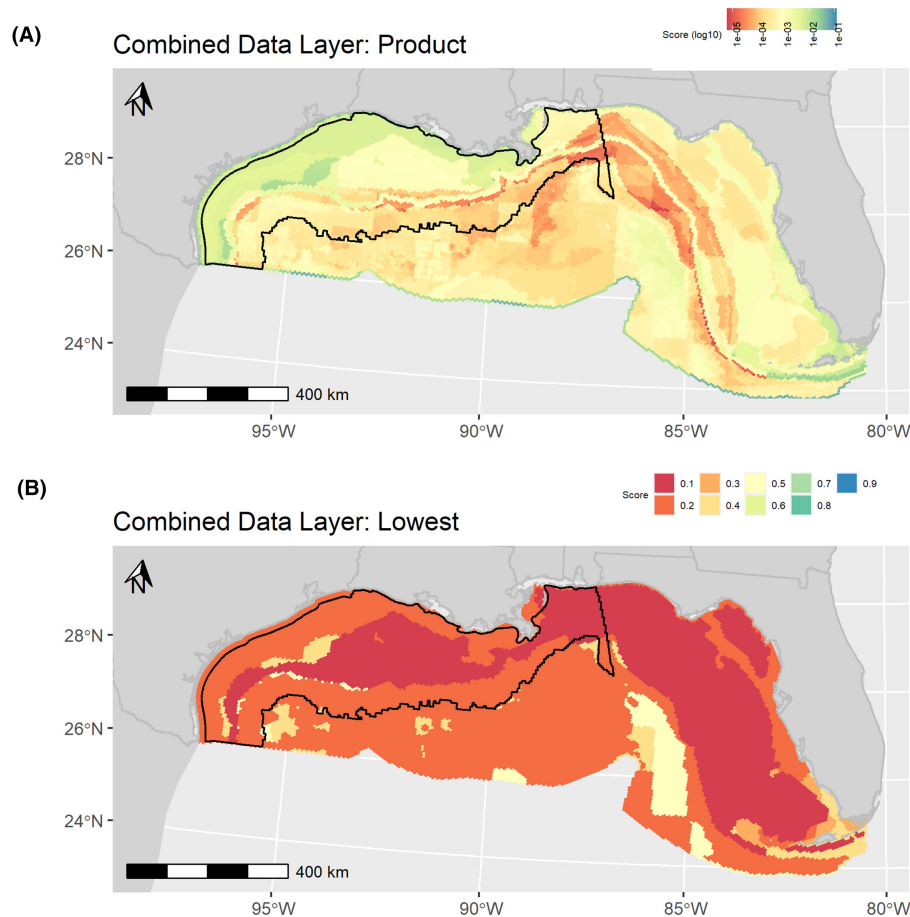 (A)
Combined Data Layer: Product
Score (log10)
1e-05
1e-04
1e-03
1e-02
1e-01
N
28°N
26°N
24°N
400 km
95°W
90°W
85°W
80°W
(B)
Combined Data Layer: Lowest
Score
0.1 0.3 0.5 0.7 0.9
0.2 0.4 0.6 0.8
N
28°N
26°N
24°N
400 km
95°W
90°W
85°W
80°W